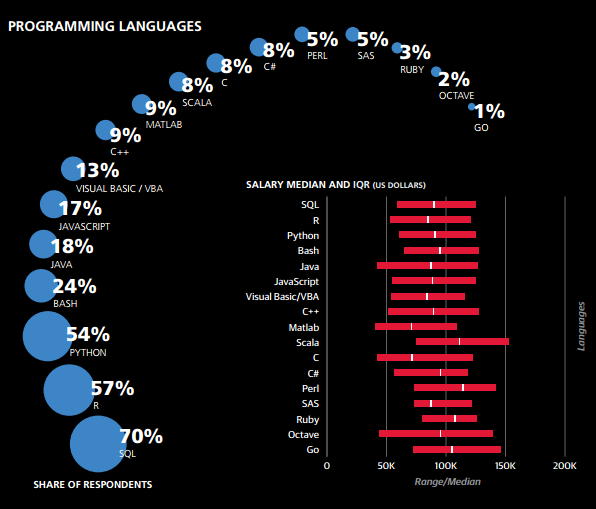 PROGRAMMING LANGUAGES
5%
PERL
5%
SAS
3%
RUBY
2%
OCTAVE
1%
GO
8%
C#
8%
C
8%
SCALA
9%
MATLAB
9%
C++
13%
VISUAL BASIC / VBA
17%
JAVASCRIPT
18%
JAVA
24%
BASH
54%
PYTHON
57%
R
70%
SQL
SHARE OF RESPONDENTS
SALARY MEDIAN AND IQR (US DOLLARS)
SQL
R
Python
Bash
Java
JavaScript
Visual Basic/VBA
C++
Matlab
Scala
C
C#
Perl
SAS
Ruby
Octave
Go
0 50K 100K 150K 200K
Range/Median
Languages